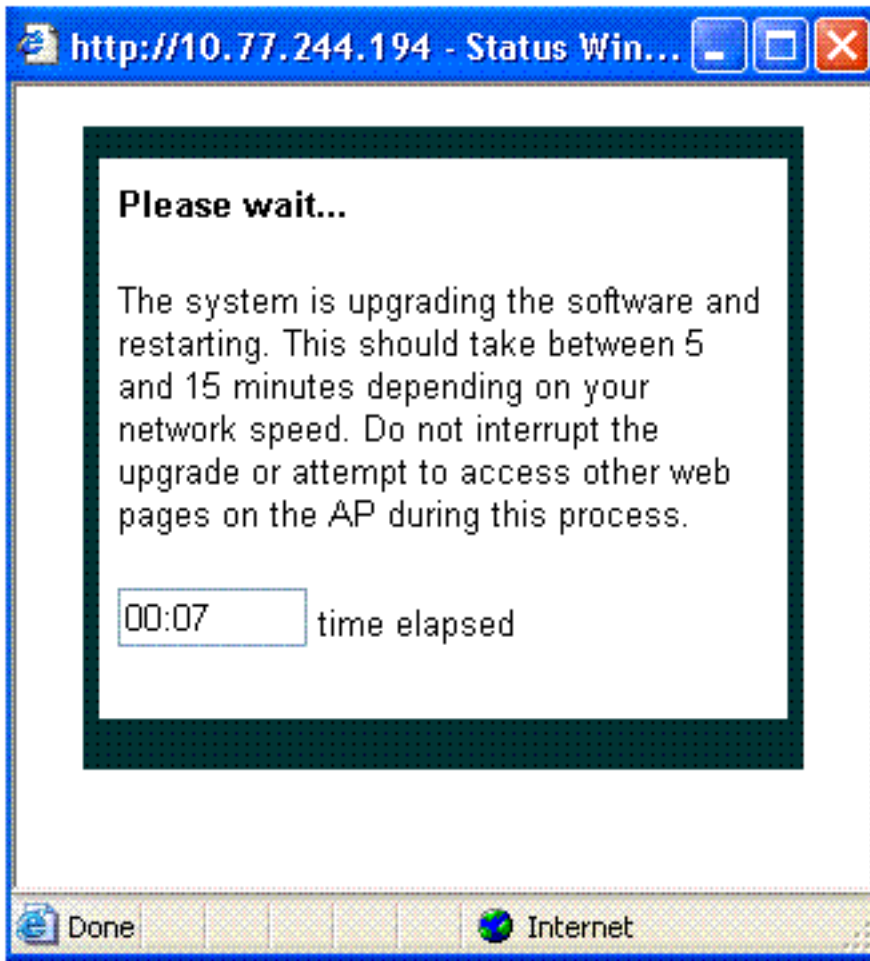 http://10.77.244.194 - Status Win...
Please wait...
The system is upgrading the software and
restarting. This should take between 5
and 15 minutes depending on your
network speed. Do not interrupt the
upgrade or attempt to access other web
pages on the AP during this process.
00:07 time elapsed
Done Internet